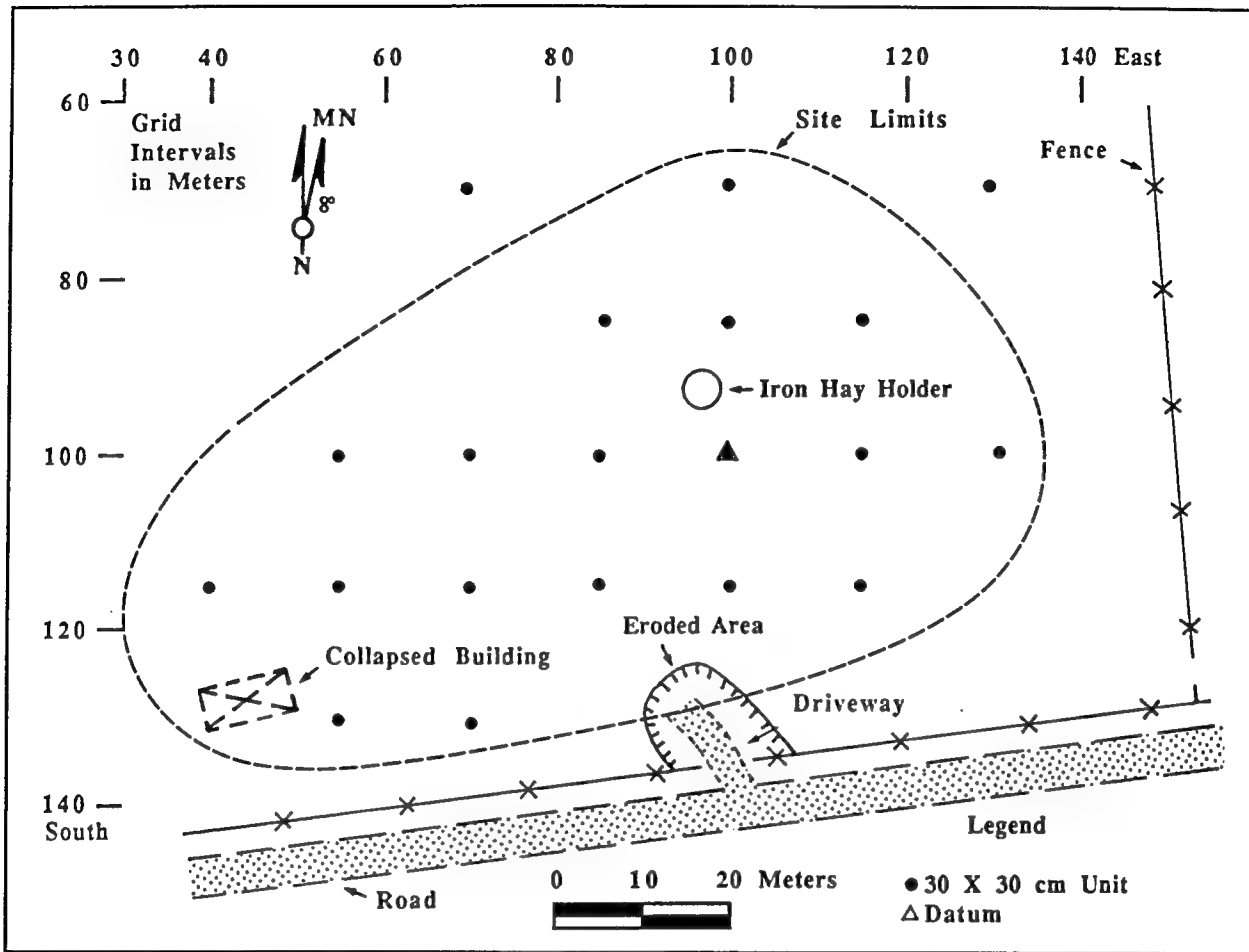 30 40 60 80 100 120 140 East
60
Grid
Intervals
in Meters
MN
8°
N
Site Limits
Fence
80
Iron Hay Holder
100
120
Eroded Area
Collapsed Building
Driveway
140
South
Legend
0 10 20 Meters
30 X 30 cm Unit
Road
Datum